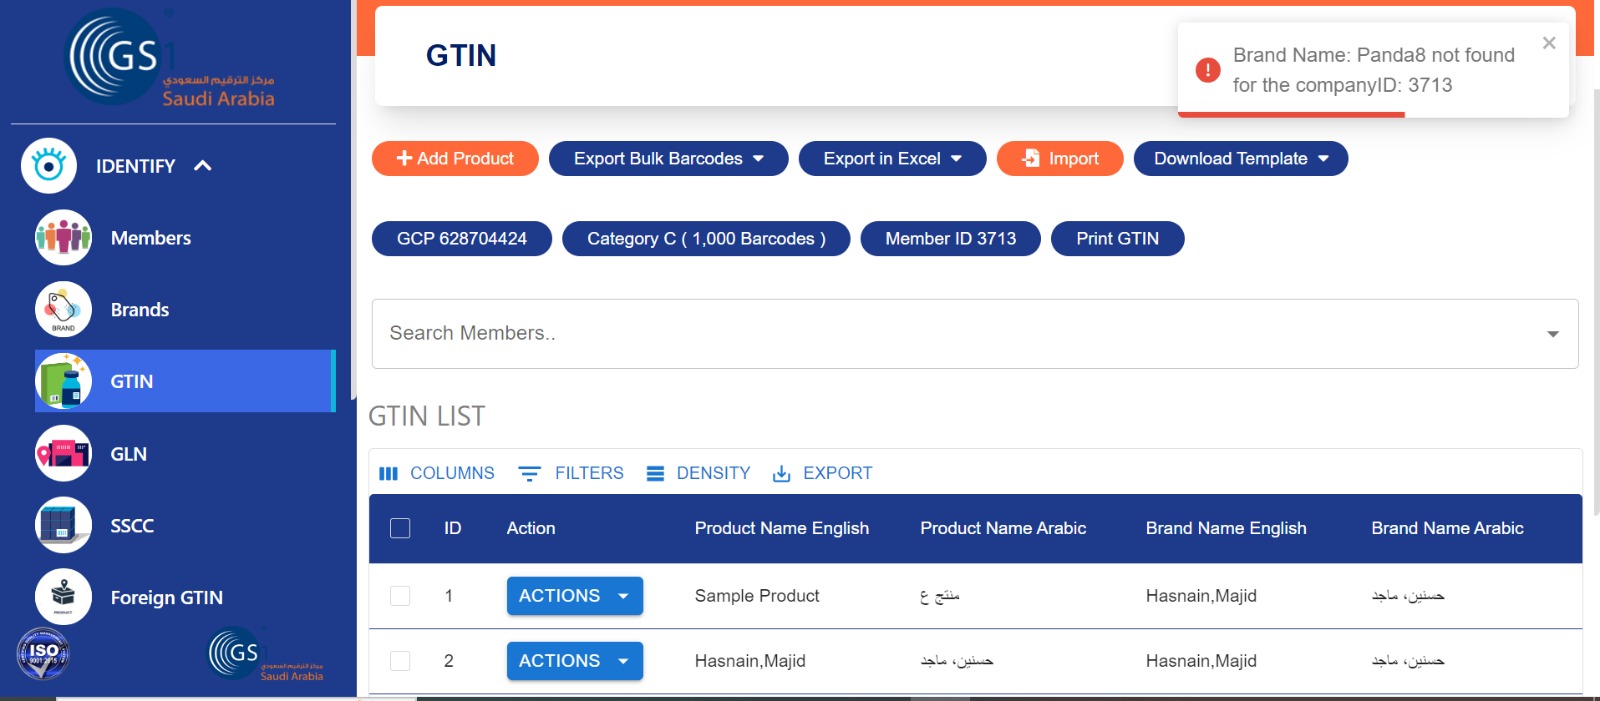 GS1
مركز الترقيم السعودي
Saudi Arabia
IDENTIFY
Members
BRAND
Brands
GTIN
GLN
SSCC
Foreign GTIN
ISO
9001:2015
GS
مركز الترقيم السعودي
Saudi Arabia
GTIN
Brand Name: Panda8 not found
for the companyID: 3713
Add Product
Export Bulk Barcodes
Export in Excel
Import
Download Template
GCP 628704424
Category C ( 1,000 Barcodes )
Member ID 3713
Print GTIN
Search Members..
GTIN LIST
COLUMNS FILTERS DENSITY EXPORT
ID Action Product Name English Product Name Arabic Brand Name English Brand Name Arabic
1 ACTIONS Sample Product منتج ع Hasnain,Majid حسنين، ماجد
2 ACTIONS Hasnain,Majid حسنين، ماجد Hasnain,Majid حسنين، ماجد